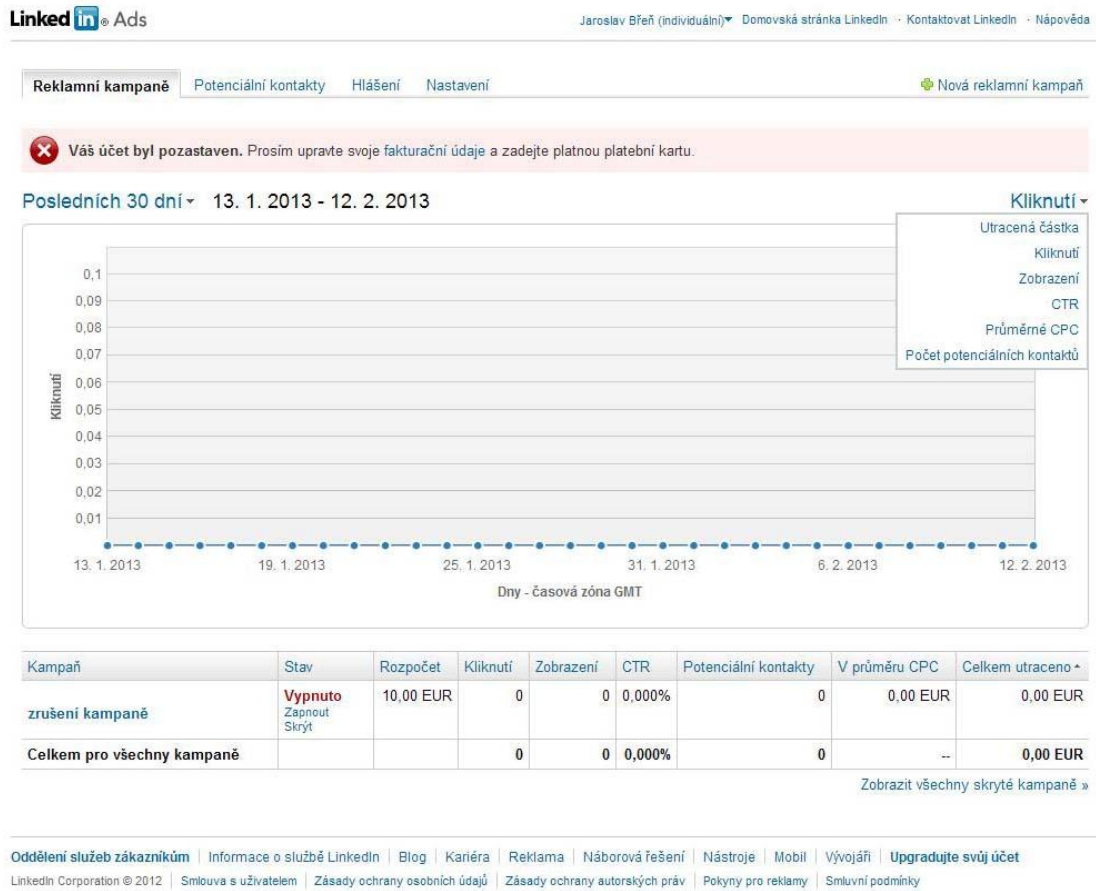 Linked in ® Ads
Jaroslav Břeň (individuální) Domovská stránka LinkedIn · Kontaktovat LinkedIn · Nápověda
Reklamní kampaně Potenciální kontakty Hlášení Nastavení Nová reklamní kampaň
Váš účet byl pozastaven. Prosím upravte svoje fakturační údaje a zadejte platnou platební kartu.
Posledních 30 dní 13. 1. 2013 - 12. 2. 2013 Kliknutí
Utracená částka
Kliknutí
Zobrazení
CTR
Průměrné CPC
Počet potenciálních kontaktů
Kliknutí
0,1
0,09
0,08
0,07
0,06
0,05
0,04
0,03
0,02
0,01
13. 1. 2013 19. 1. 2013 25. 1. 2013 31. 1. 2013 6. 2. 2013 12. 2. 2013
Dny - časová zóna GMT
Kampaň Stav Rozpočet Kliknutí Zobrazení CTR Potenciální kontakty V průměru CPC Celkem utraceno
zrušení kampaně Vypnuto 10,00 EUR 0 0 0,000% 0 0,00 EUR 0,00 EUR
Zapnout
Skrýt
Celkem pro všechny kampaně 0 0 0,000% 0 -- 0,00 EUR
Zobrazit všechny skryté kampaně »
Oddělení služeb zákazníkům | Informace o službě LinkedIn | Blog | Kariéra | Reklama | Náborová řešení | Nástroje | Mobil | Vývojáři | Upgradujte svůj účet
LinkedIn Corporation © 2012 | Smlouva s uživatelem | Zásady ochrany osobních údajů | Zásady ochrany autorských práv | Pokyny pro reklamy | Smluvní podmínky